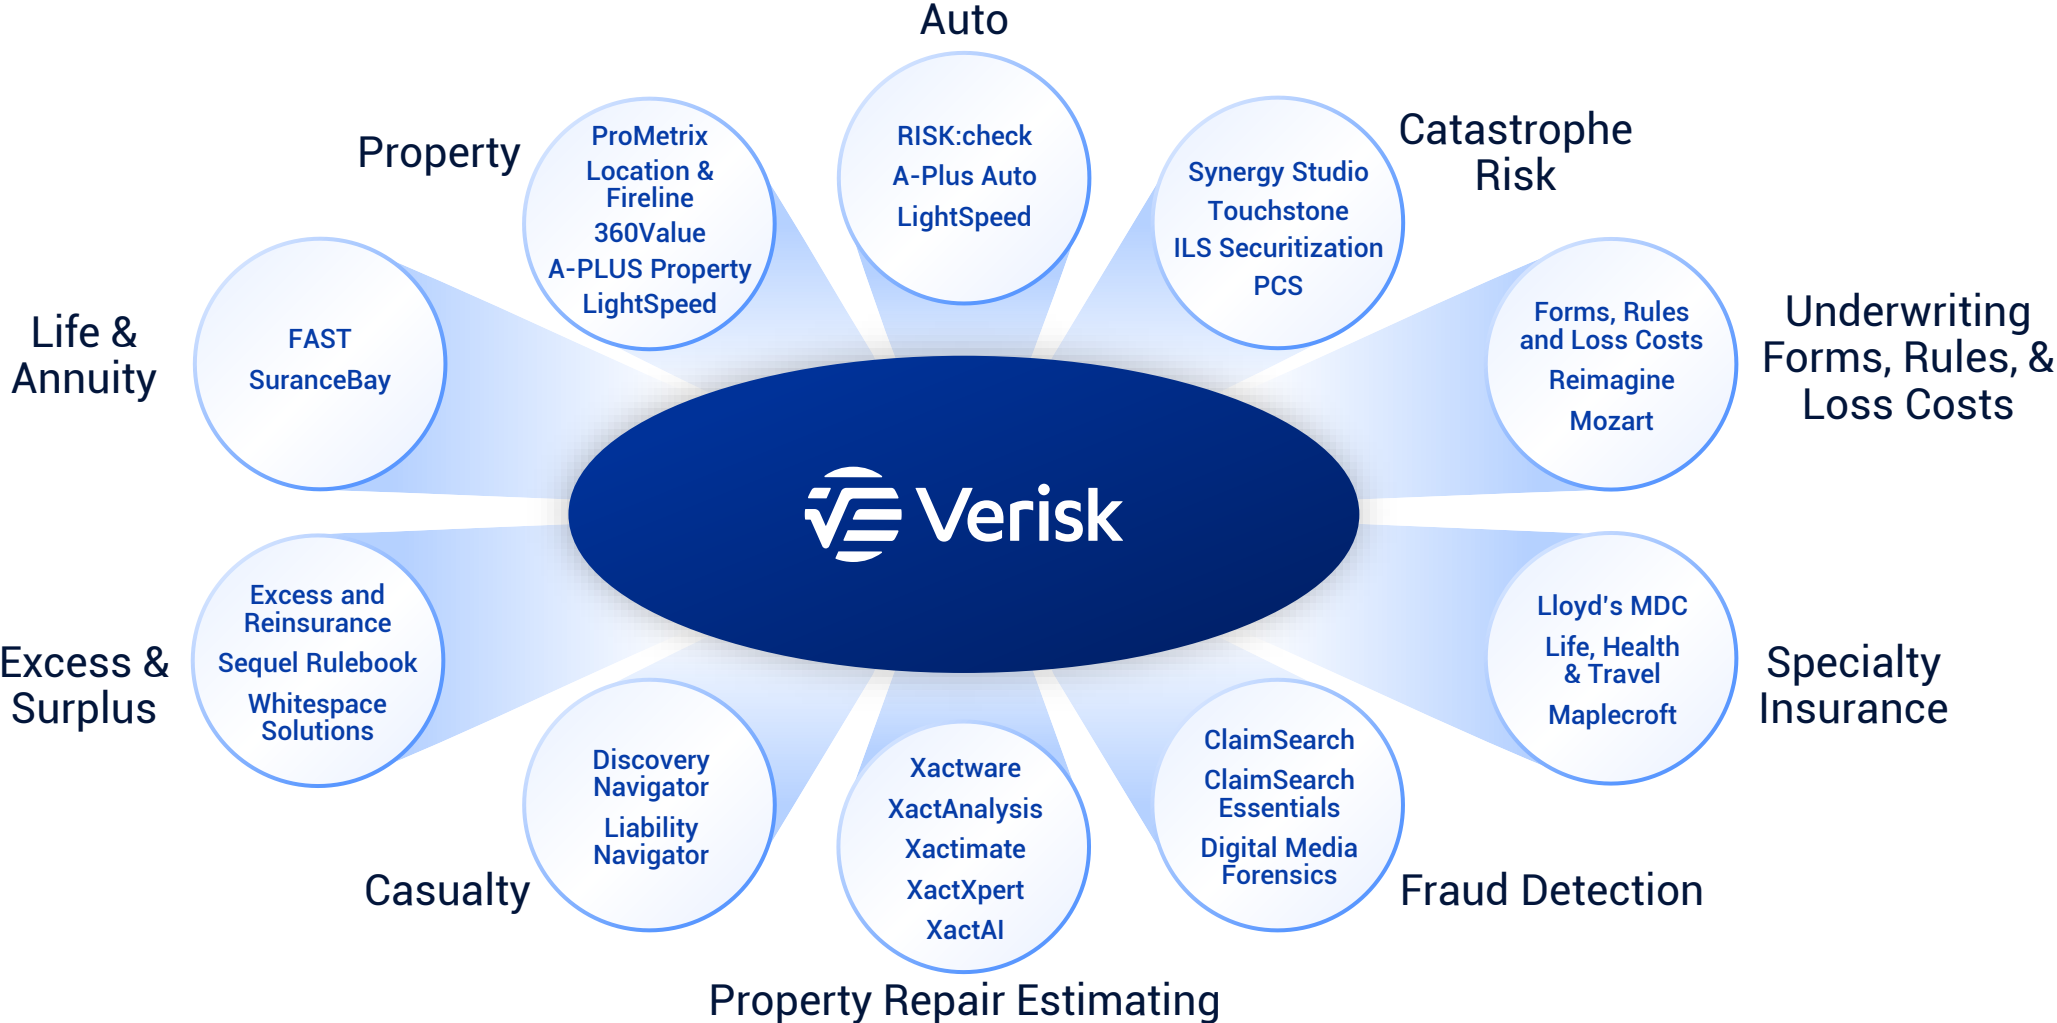 Auto
RISK:check
A-Plus Auto
LightSpeed
Property
ProMetrix
Location &
Fireline
360Value
A-PLUS Property
LightSpeed
Catastrophe
Risk
Synergy Studio
Touchstone
ILS Securitization
PCS
Life &
Annuity
FAST
SuranceBay
Forms, Rules
and Loss Costs
Reimagine
Mozart
Underwriting
Forms, Rules, &
Loss Costs
Verisk
Excess &
Surplus
Excess and
Reinsurance
Sequel Rulebook
Whitespace
Solutions
Lloyd's MDC
Life, Health
& Travel
Maplecroft
Specialty
Insurance
Casualty
Discovery
Navigator
Liability
Navigator
Xactware
XactAnalysis
Xactimate
XactXpert
XactAI
Property Repair Estimating
ClaimSearch
ClaimSearch
Essentials
Digital Media
Forensics
Fraud Detection